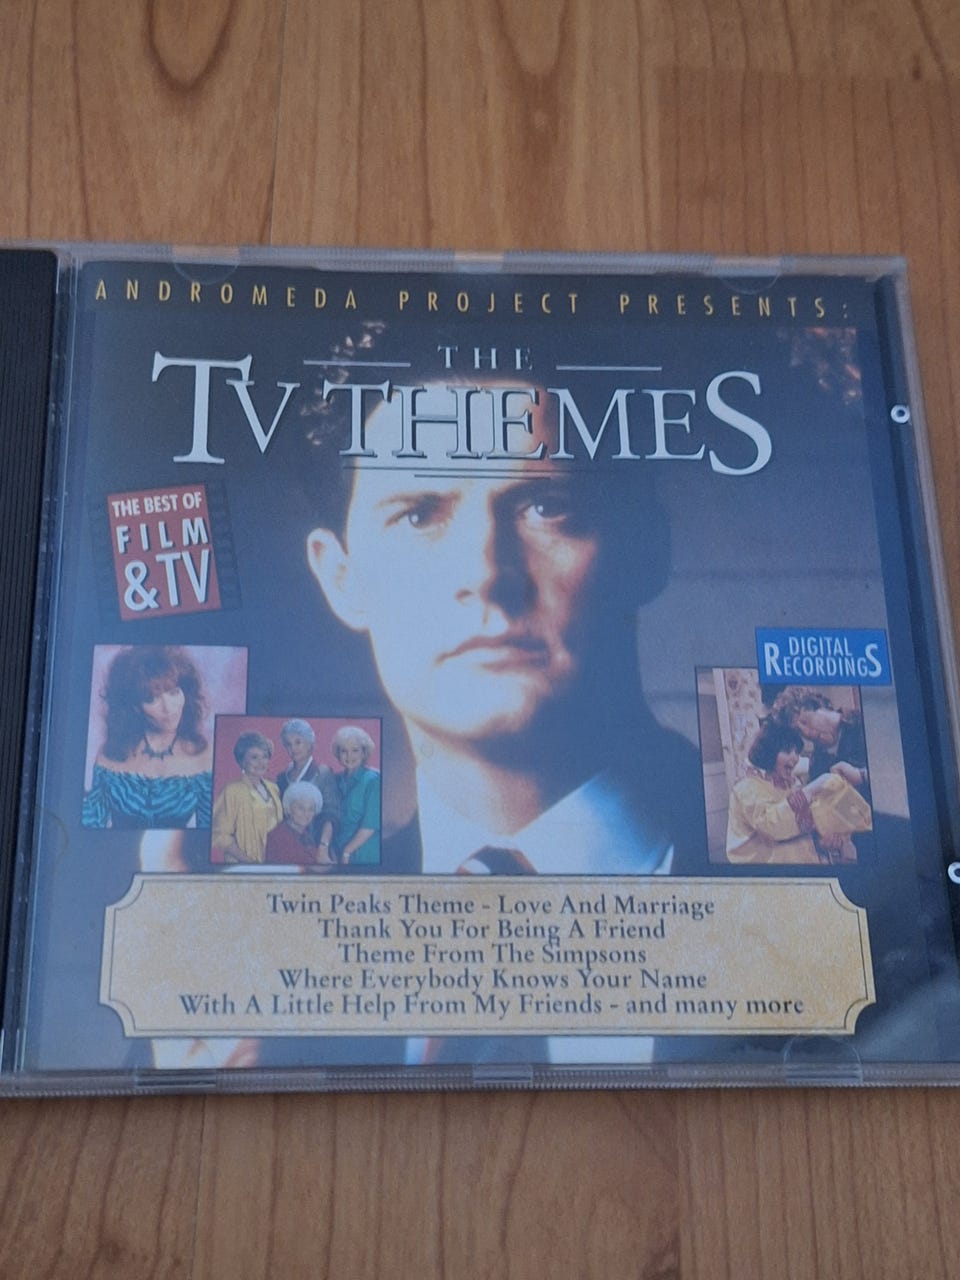 ANDROMEDA PROJECT PRESENTS:
THE
TV THEMES
THE BEST OF
FILM
& TV
DIGITAL
RECORDINGS
Twin Peaks Theme - Love And Marriage
Thank You For Being A Friend
Theme From The Simpsons
Where Everybody Knows Your Name
With A Little Help From My Friends - and many more